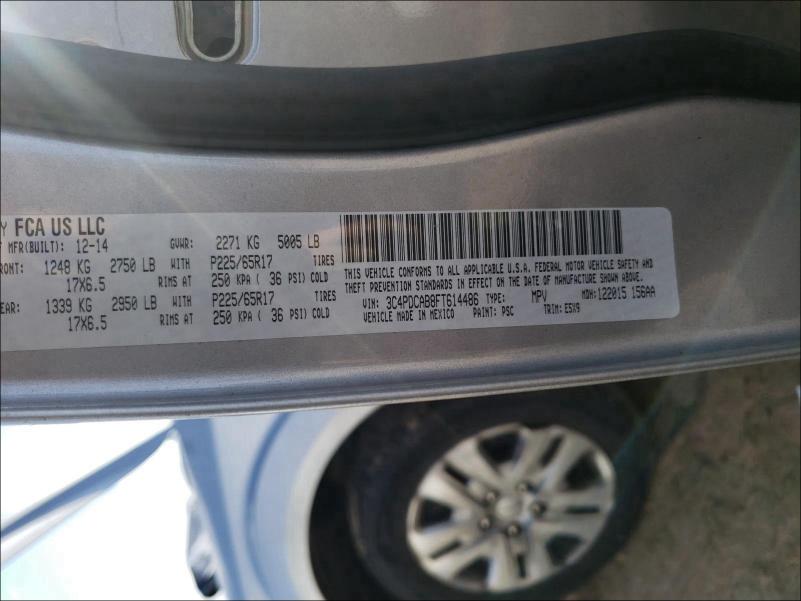 FCA US LLC
MFR(BUILT): 12-14 GVWR: 2271 KG 5005 LB
1248 KG 2750 LB WITH P225/65R17 TIRES
17X6.5 RIMS AT 250 KPA ( 36 PSI) COLD
1339 KG 2950 LB WITH P225/65R17 TIRES
17X6.5 RIMS AT 250 KPA ( 36 PSI) COLD
THIS VEHICLE CONFORMS TO ALL APPLICABLE U.S.A. FEDERAL MOTOR VEHICLE SAFETY AND
THEFT PREVENTION STANDARDS IN EFFECT ON THE DATE OF MANUFACTURE SHOWN ABOVE
VIN: 3C4PDCAB8FT614486 TYPE: MPV MDH: 122015 156AA
VEHICLE MADE IN MEXICO PAINT: PSC TRIM: E5X9